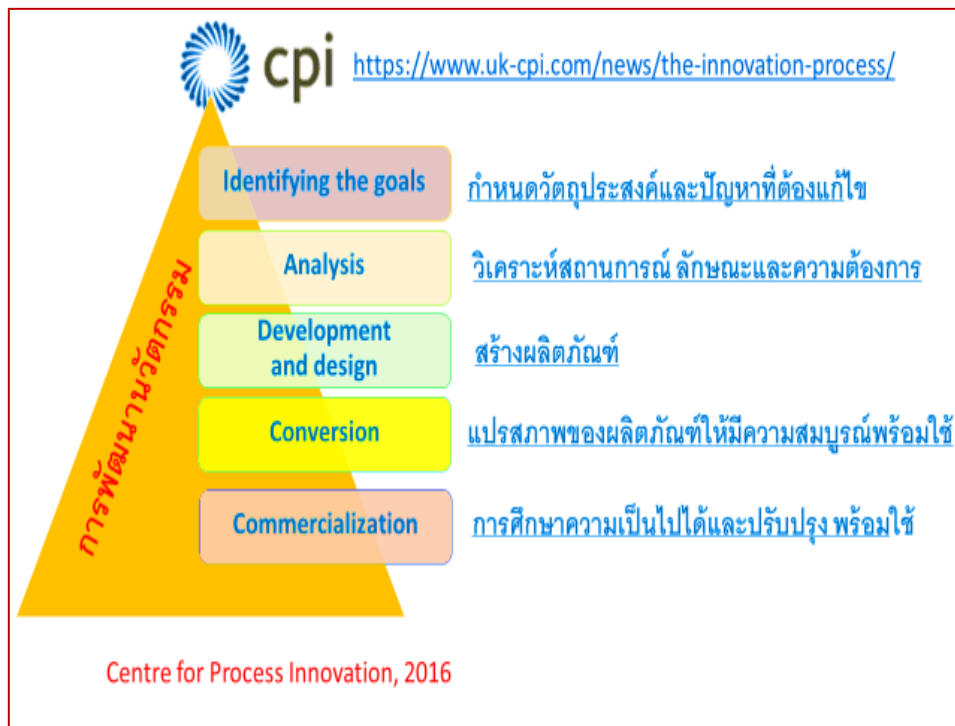 cpi https://www.uk-cpi.com/news/the-innovation-process/
Identifying the goals
กำหนดวัตถุประสงค์และปัญหาที่ต้องแก้ไข
Analysis
วิเคราะห์สถานการณ์ ลักษณะและความต้องการ
Development
and design
สร้างผลิตภัณฑ์
Conversion
แปรสภาพของผลิตภัณฑ์ให้มีความสมบูรณ์พร้อมใช้
Commercialization
การศึกษาความเป็นไปได้และปรับปรุง พร้อมใช้
การพัฒนานวัตกรรม
Centre for Process Innovation, 2016